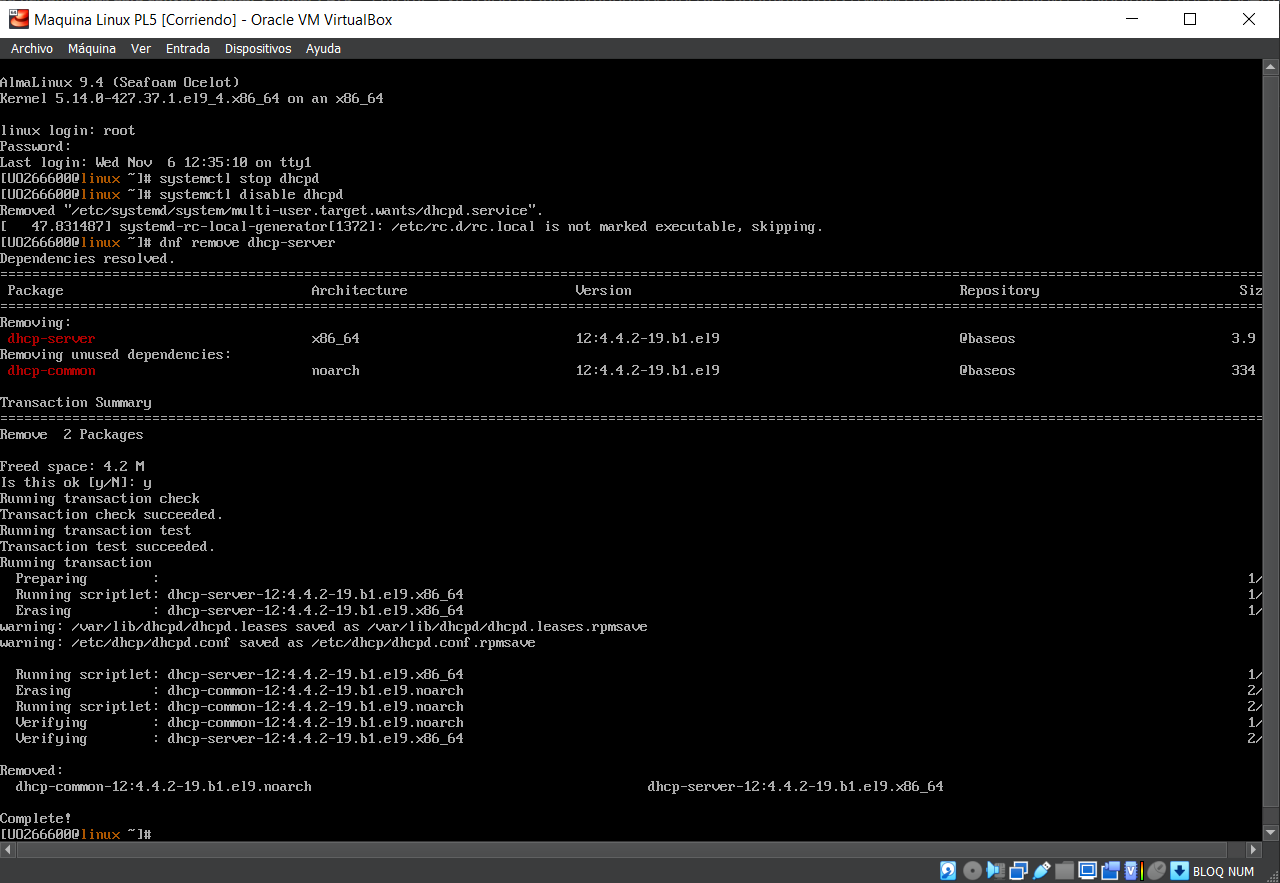 Maquina Linux PL5 [Corriendo] - Oracle VM VirtualBox
Archivo Máquina Ver Entrada Dispositivos Ayuda
AlmaLinux 9.4 (Seafoam Ocelot)
Kernel 5.14.0-427.37.1.el9_4.x86_64 on an x86_64
linux login: root
Password:
Last login: Wed Nov  6 12:35:10 on tty1
[UO266600@linux ~]# systemctl stop dhcpd
[UO266600@linux ~]# systemctl disable dhcpd
Removed "/etc/systemd/system/multi-user.target.wants/dhcpd.service".
[   47.831487] systemd-rc-local-generator[1372]: /etc/rc.d/rc.local is not marked executable, skipping.
[UO266600@linux ~]# dnf remove dhcp-server
Dependencies resolved.
================================================================================
Package Architecture Version Repository Siz
================================================================================
Removing:
dhcp-server x86_64 12:4.4.2-19.b1.el9 @baseos 3.9
Removing unused dependencies:
dhcp-common noarch 12:4.4.2-19.b1.el9 @baseos 334
Transaction Summary
================================================================================
Remove  2 Packages
Freed space: 4.2 M
Is this ok [y/N]: y
Running transaction check
Transaction check succeeded.
Running transaction test
Transaction test succeeded.
Running transaction
Preparing        : 1/
Running scriptlet: dhcp-server-12:4.4.2-19.b1.el9.x86_64 1/
Erasing          : dhcp-server-12:4.4.2-19.b1.el9.x86_64 1/
warning: /var/lib/dhcpd/dhcpd.leases saved as /var/lib/dhcpd/dhcpd.leases.rpmsave
warning: /etc/dhcp/dhcpd.conf saved as /etc/dhcp/dhcpd.conf.rpmsave
Running scriptlet: dhcp-server-12:4.4.2-19.b1.el9.x86_64 1/
Erasing          : dhcp-common-12:4.4.2-19.b1.el9.noarch 2/
Running scriptlet: dhcp-common-12:4.4.2-19.b1.el9.noarch 2/
Verifying        : dhcp-common-12:4.4.2-19.b1.el9.noarch 1/
Verifying        : dhcp-server-12:4.4.2-19.b1.el9.x86_64 2/
Removed:
dhcp-common-12:4.4.2-19.b1.el9.noarch dhcp-server-12:4.4.2-19.b1.el9.x86_64
Complete!
[UO266600@linux ~]#
BLOQ NUM